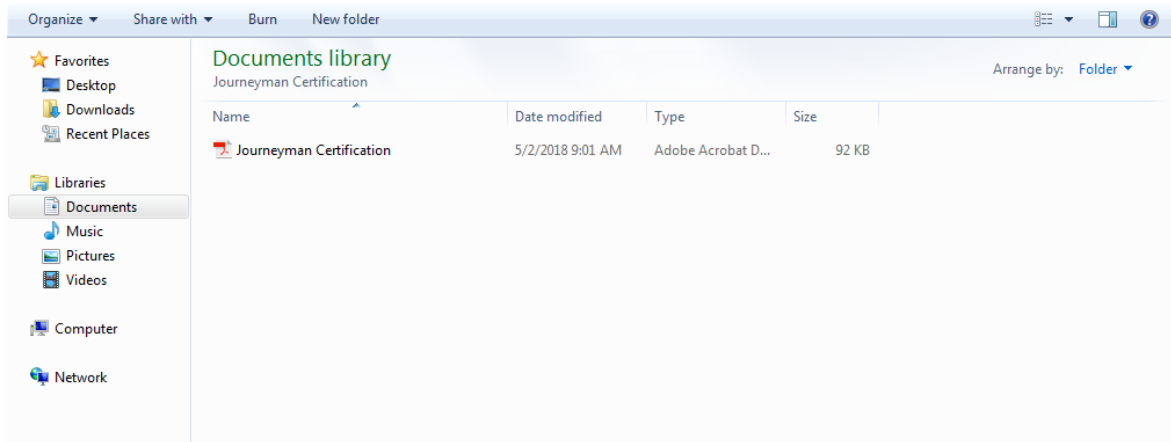 Organize Share with Burn New folder
Favorites
Desktop
Downloads
Recent Places
Libraries
Documents
Music
Pictures
Videos
Computer
Network
Documents library
Journeyman Certification
Arrange by: Folder
Name Date modified Type Size
Journeyman Certification 5/2/2018 9:01 AM Adobe Acrobat D... 92 KB